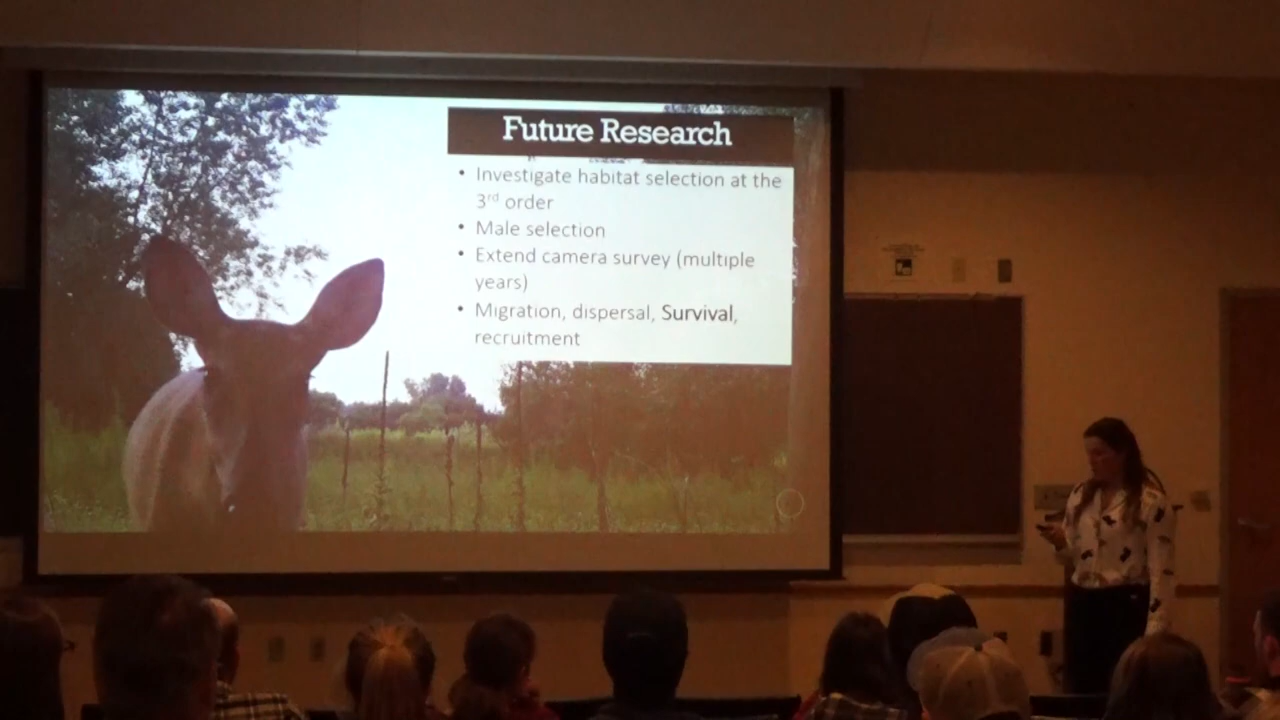 Future Research
• Investigate habitat selection at the
3rd order
• Male selection
• Extend camera survey (multiple
years)
• Migration, dispersal, Survival,
recruitment